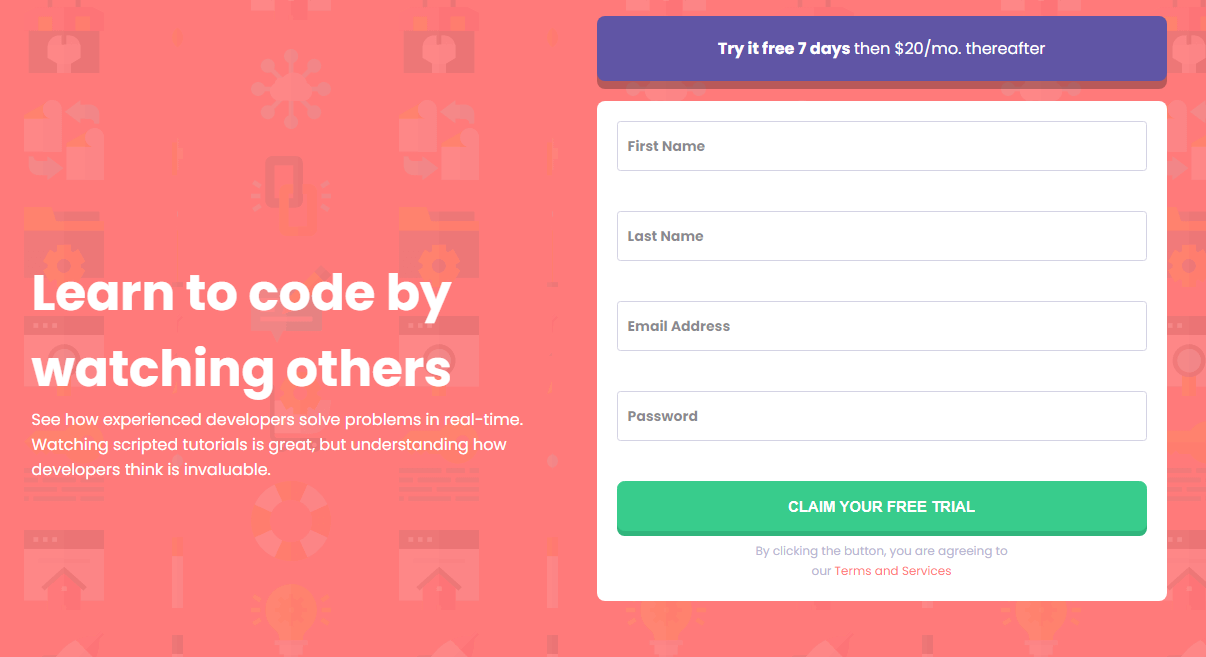 Learn to code by
watching others
See how experienced developers solve problems in real-time.
Watching scripted tutorials is great, but understanding how
developers think is invaluable.
Try it free 7 days then $20/mo. thereafter
First Name
Last Name
Email Address
Password
CLAIM YOUR FREE TRIAL
By clicking the button, you are agreeing to
our Terms and Services